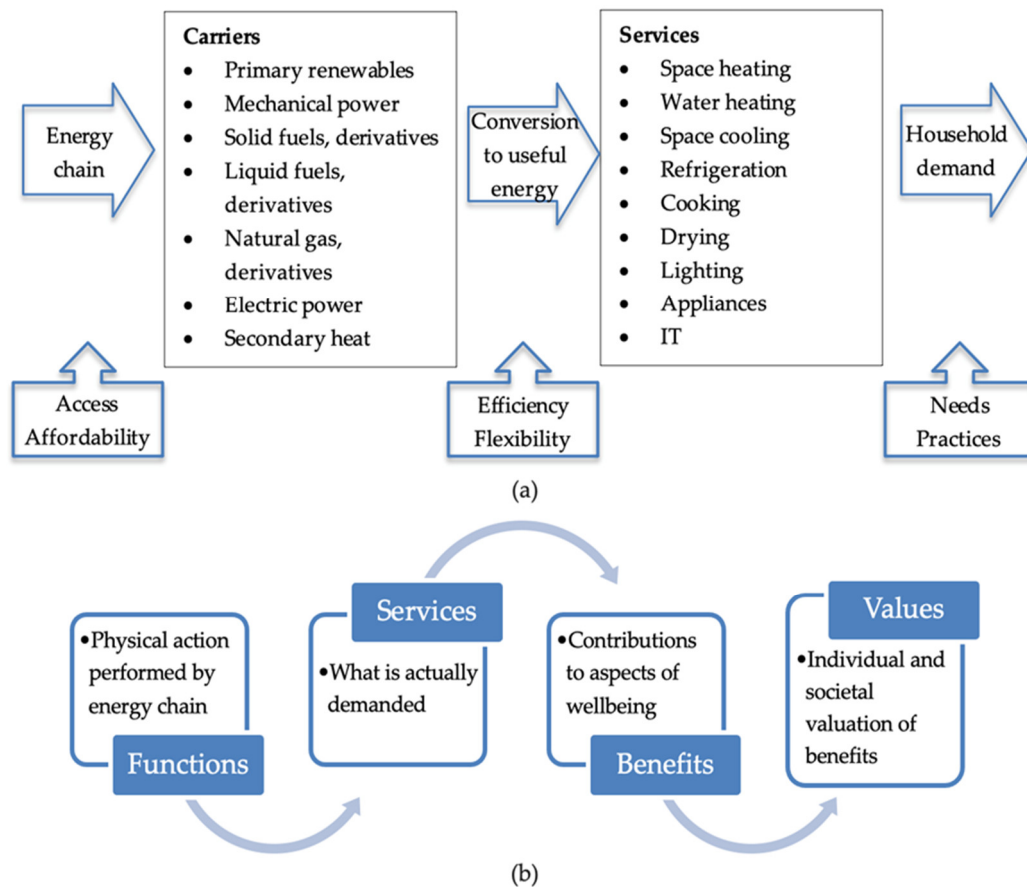 Energy
chain
Carriers
• Primary renewables
• Mechanical power
• Solid fuels, derivatives
• Liquid fuels,
derivatives
• Natural gas,
derivatives
• Electric power
• Secondary heat
Conversion
to useful
energy
Services
• Space heating
• Water heating
• Space cooling
• Refrigeration
• Cooking
• Drying
• Lighting
• Appliances
• IT
Household
demand
Access
Affordability
Efficiency
Flexibility
Needs
Practices
(a)
•Physical action
performed by
energy chain
Functions
Services
•What is actually
demanded
•Contributions
to aspects of
wellbeing
Benefits
Values
•Individual and
societal
valuation of
benefits
(b)